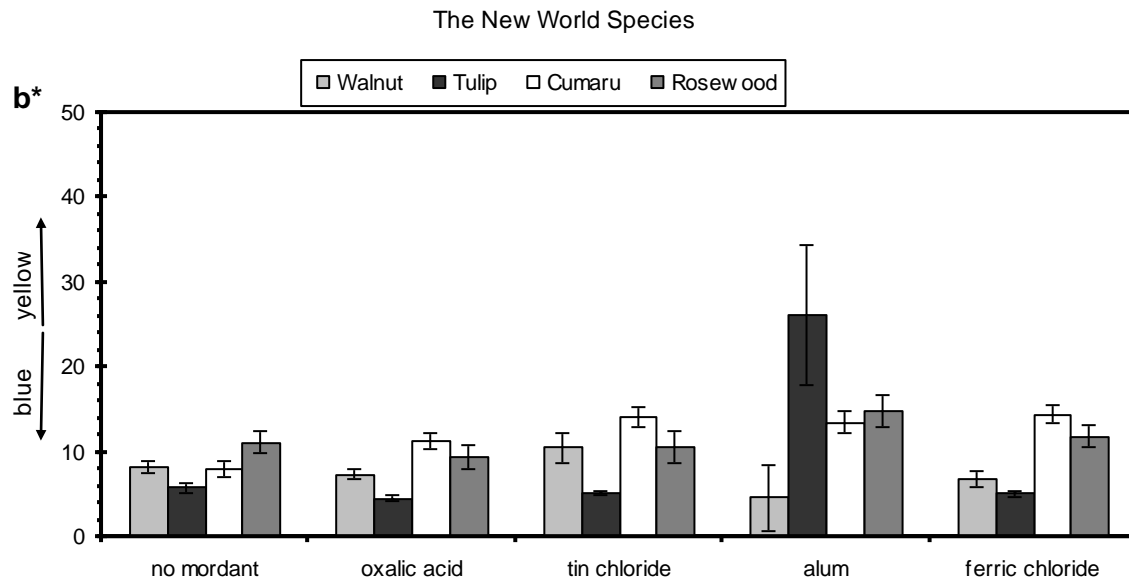 The New World Species
Walnut Tulip Cumaru Rosew ood
b*
50
40
30
20
10
0
yellow
blue
no mordant oxalic acid tin chloride alum ferric chloride